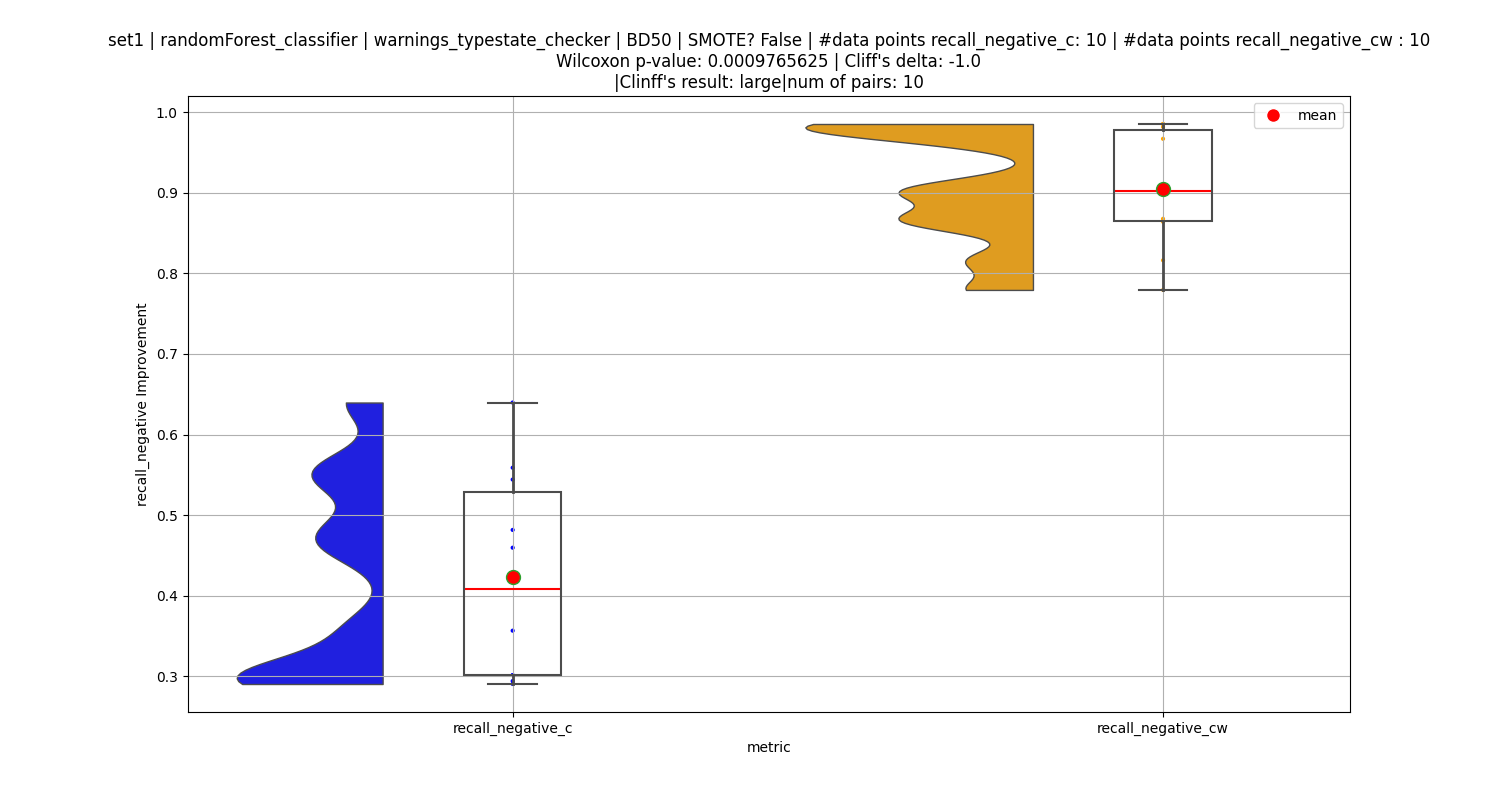 set1 | randomForest_classifier | warnings_typestate_checker | BD50 | SMOTE? False | #data points recall_negative_c: 10 | #data points recall_negative_cw : 10
Wilcoxon p-value: 0.0009765625 | Cliff's delta: -1.0
|Clinff's result: large|num of pairs: 10
mean
1.0
0.9
0.8
0.7
0.6
0.5
0.4
0.3
recall_negative Improvement
recall_negative_c
recall_negative_cw
metric